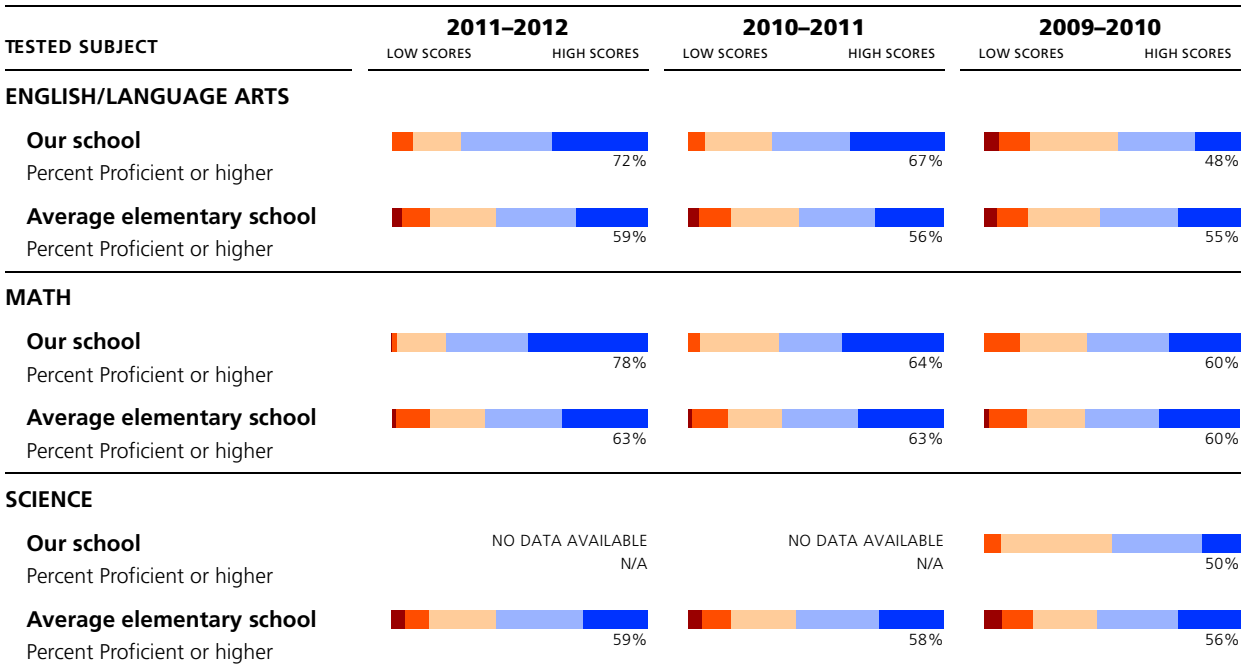 2011–2012 2010–2011 2009–2010
TESTED SUBJECT LOW SCORES HIGH SCORES LOW SCORES HIGH SCORES LOW SCORES HIGH SCORES
ENGLISH/LANGUAGE ARTS
Our school
Percent Proficient or higher 72% 67% 48%
Average elementary school
Percent Proficient or higher 59% 56% 55%
MATH
Our school
Percent Proficient or higher 78% 64% 60%
Average elementary school
Percent Proficient or higher 63% 63% 60%
SCIENCE
Our school NO DATA AVAILABLE NO DATA AVAILABLE
Percent Proficient or higher N/A N/A 50%
Average elementary school
Percent Proficient or higher 59% 58% 56%